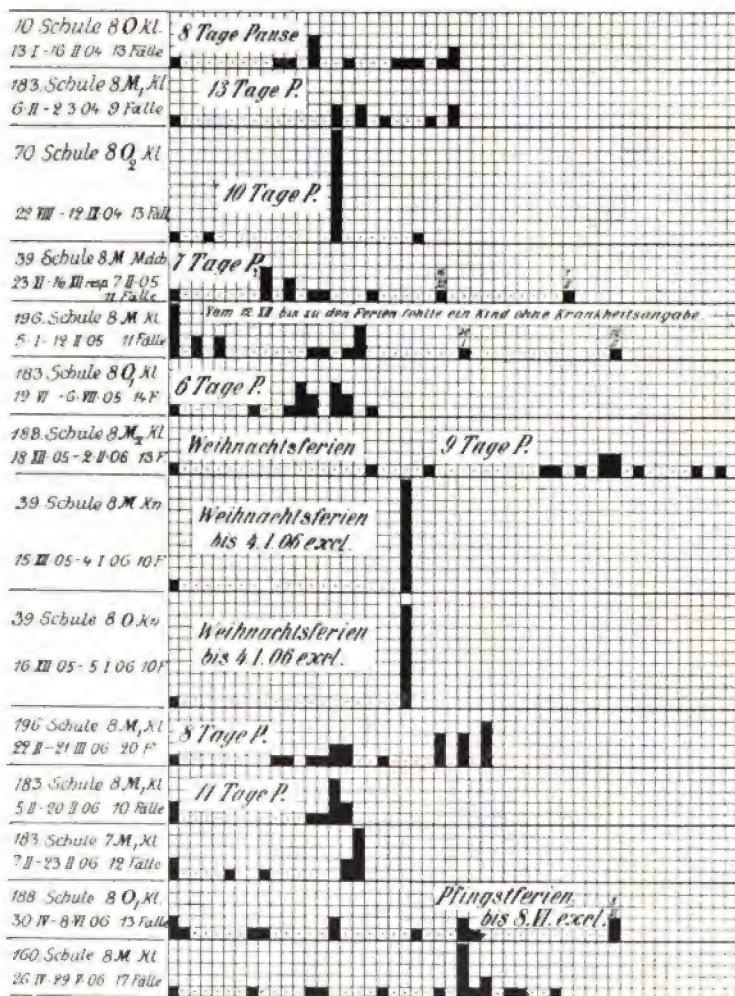 10 Schule 8 O Kl.
13 I - 16 II 04 13 Fälle
8 Tage Pause
183. Schule 8.M₁ Kl
6 II - 2 3 04 9 Fälle
13 Tage P.
70 Schule 8 O₂ Kl
22 VIII - 12 IX 04 13 Fäll
10 Tage P.
39 Schule 8 M Mdch
23 II - 16 III resp 7 II - 05
11 Fälle
7 Tage P.
196. Schule 8. M Kl
5 - I - 12 II 05 11 Fälle
Vom 12 XII bis zu den Ferien fehlte ein Kind ohne Krankheitsangabe.
183 Schule 8 O₁ Kl
19 VI - 6 VII 05 14 F
6 Tage P.
188. Schule 8 M₂ Kl
18 XII 05 - 2 II 06 13 F
Weihnachtsferien
9 Tage P.
39 Schule 8 M Kn
15 XII 05 - 4 I 06 10 F
Weihnachtsferien
bis 4.I.06 excl.
39 Schule 8 O Kn
16 XII 05 - 5 I 06 10 F
Weihnachtsferien
bis 4.I.06 excl.
196 Schule 8.M₁ Kl
22 II - 21 III 06 20 F
8 Tage P.
183 Schule 8.M₁ Kl
5 II - 20 II 06 10 Fälle
11 Tage P.
183 Schule 7.M₁ Kl
7 II - 23 II 06 12 Fälle
188 Schule 8 O₁ Kl.
30 IV - 8 VI 06 13 Fälle
Pfingstferien
bis 8.VI. excl.
160 Schule 8.M Kl
26 IV - 29 V 06 17 Fälle